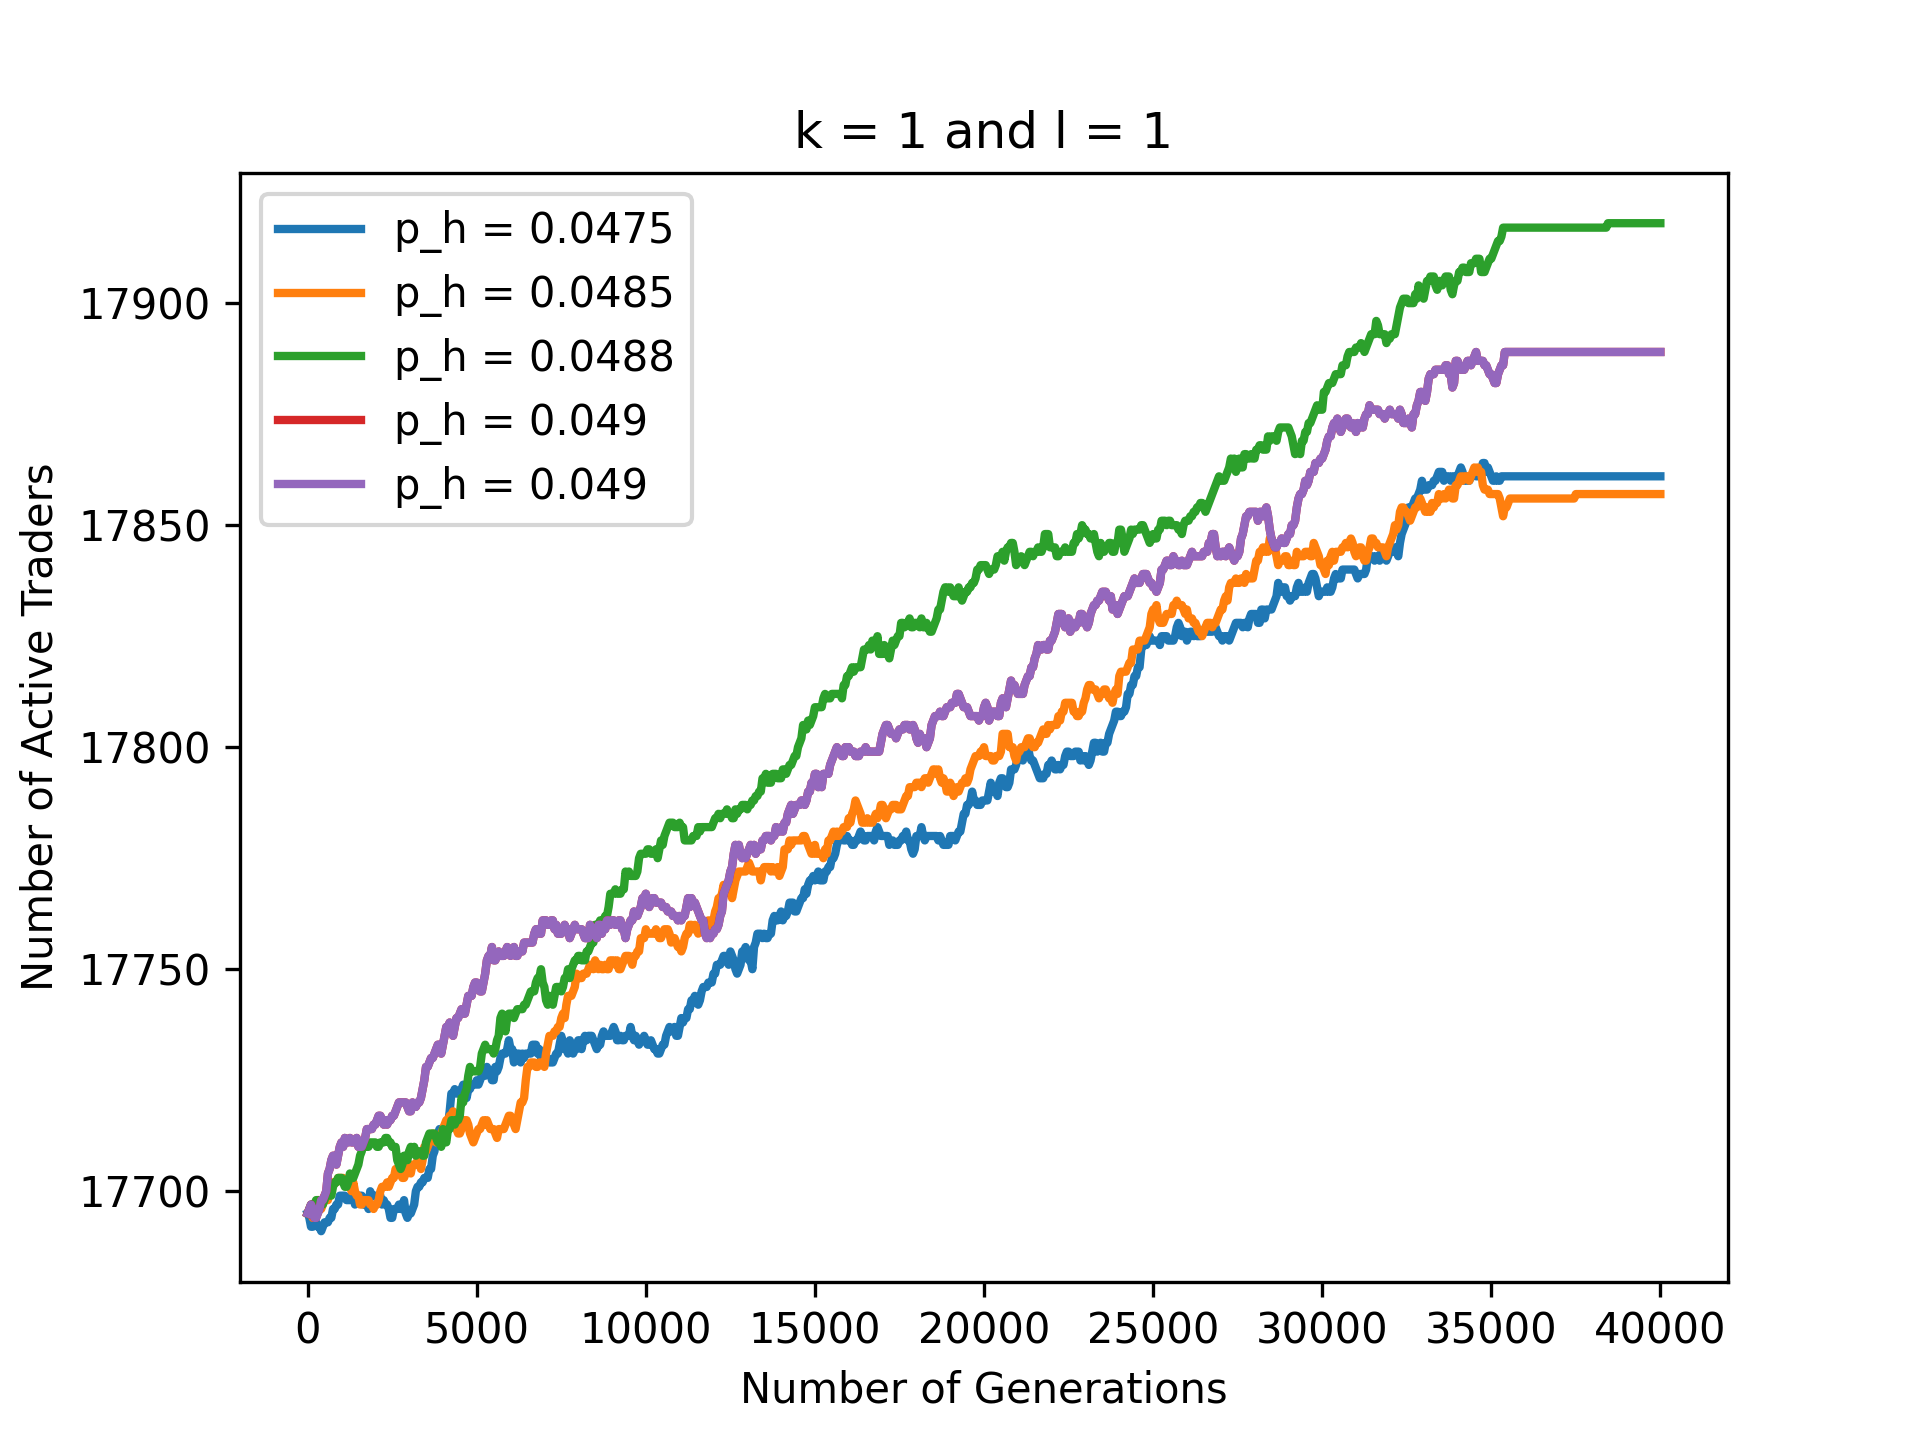 k = 1 and l = 1
p_h = 0.0475
p_h = 0.0485
p_h = 0.0488
p_h = 0.049
p_h = 0.049
Number of Active Traders
17900
17850
17800
17750
17700
0 5000 10000 15000 20000 25000 30000 35000 40000
Number of Generations